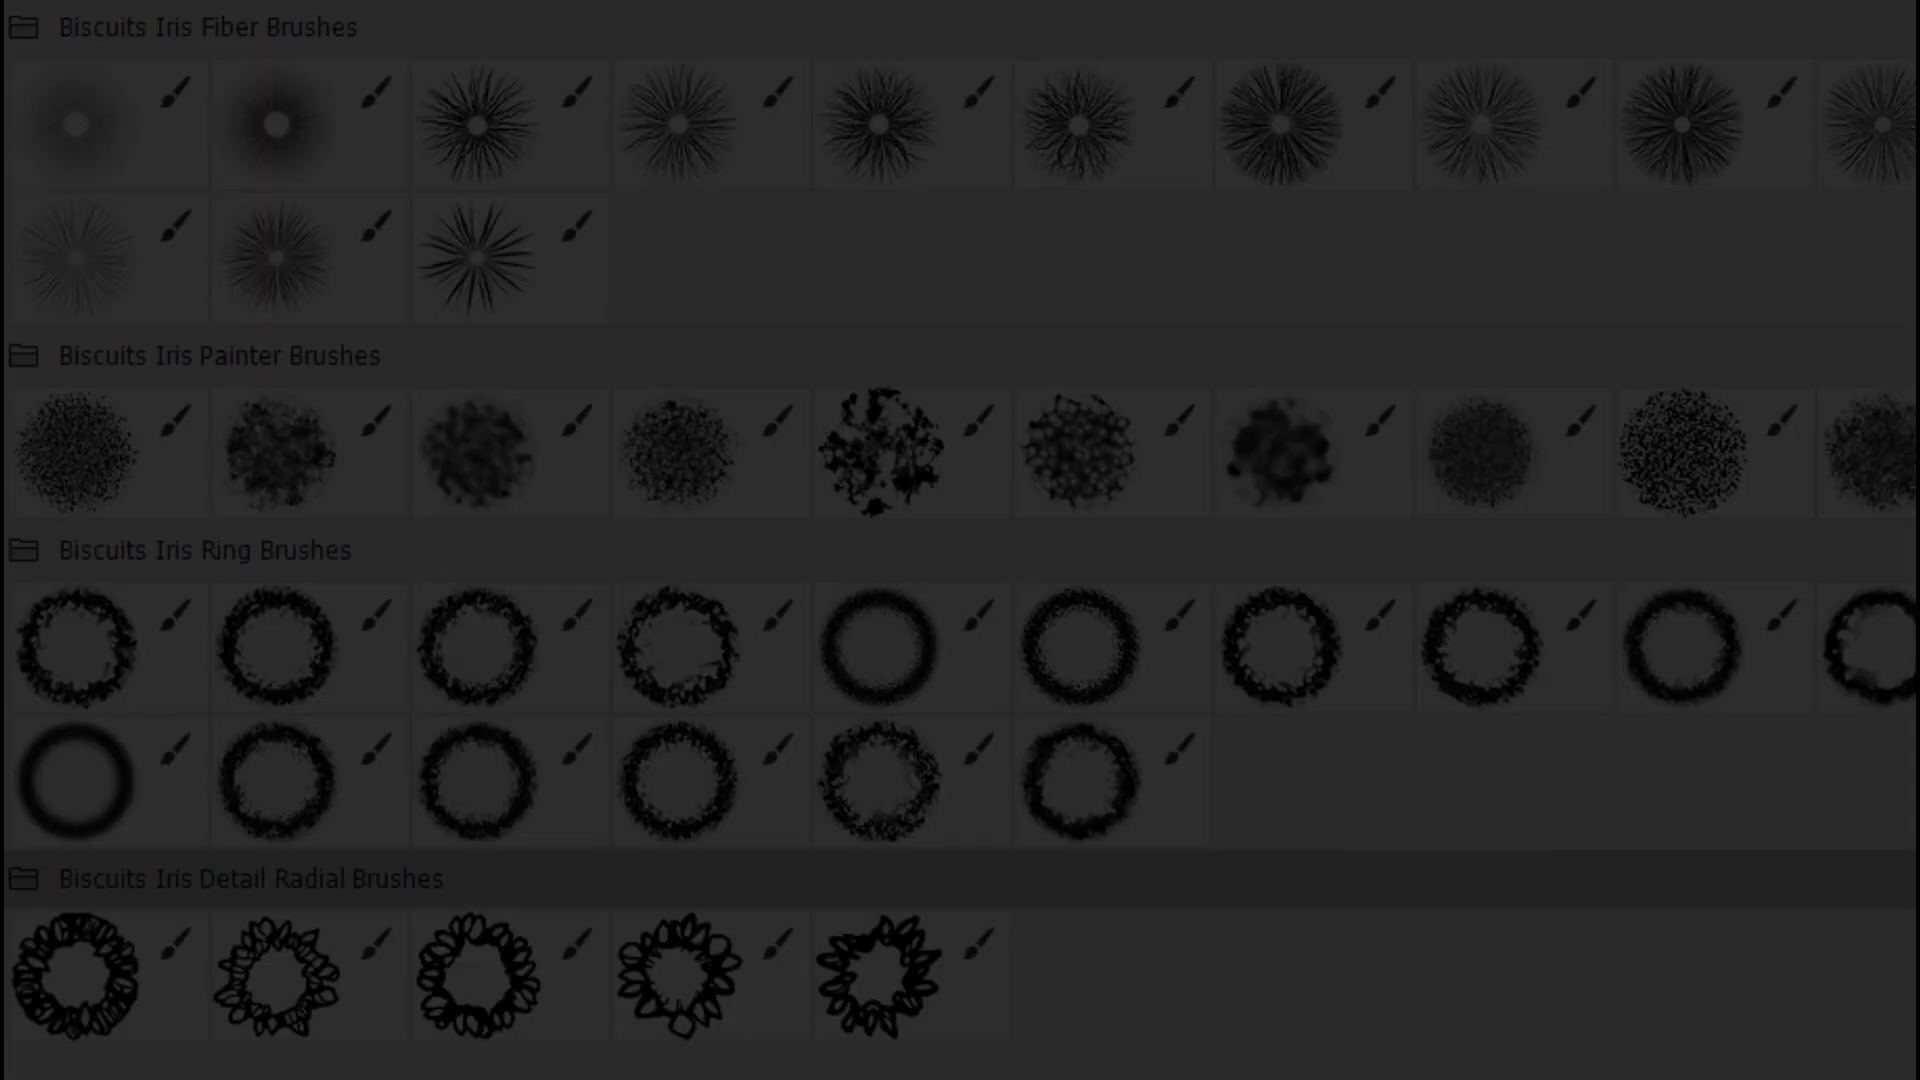 Biscuits Iris Fiber Brushes
Biscuits Iris Painter Brushes
Biscuits Iris Ring Brushes
Biscuits Iris Detail Radial Brushes